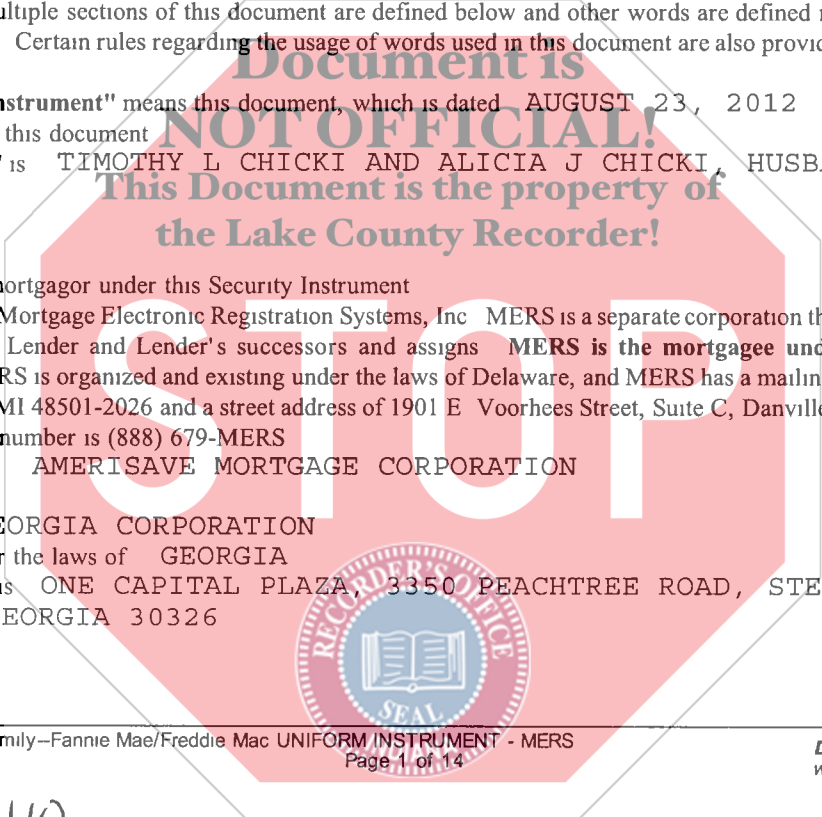 ultiple sections of this document are defined below and other words are defined
Certain rules regarding the usage of words used in this document are also provid
Document is
nstrument" means this document, which is dated AUGUST 23, 2012
this document
NOT OFFICIAL!
is TIMOTHY L CHICKI AND ALICIA J CHICKI, HUSBA
This Document is the property of
the Lake County Recorder!
ortgagor under this Security Instrument
Mortgage Electronic Registration Systems, Inc MERS is a separate corporation th
Lender and Lender's successors and assigns MERS is the mortgagee und
RS is organized and existing under the laws of Delaware, and MERS has a mailin
MI 48501-2026 and a street address of 1901 E Voorhees Street, Suite C, Danville
number is (888) 679-MERS
STOP
AMERISAVE MORTGAGE CORPORATION
EORGIA CORPORATION
r the laws of GEORGIA
is ONE CAPITAL PLAZA, 3350 PEACHTREE ROAD, STE
EORGIA 30326
RECORDER'S OFFICE
SEAL
INDIANA
mily–Fannie Mae/Freddie Mac UNIFORM INSTRUMENT - MERS
Page 1 of 14